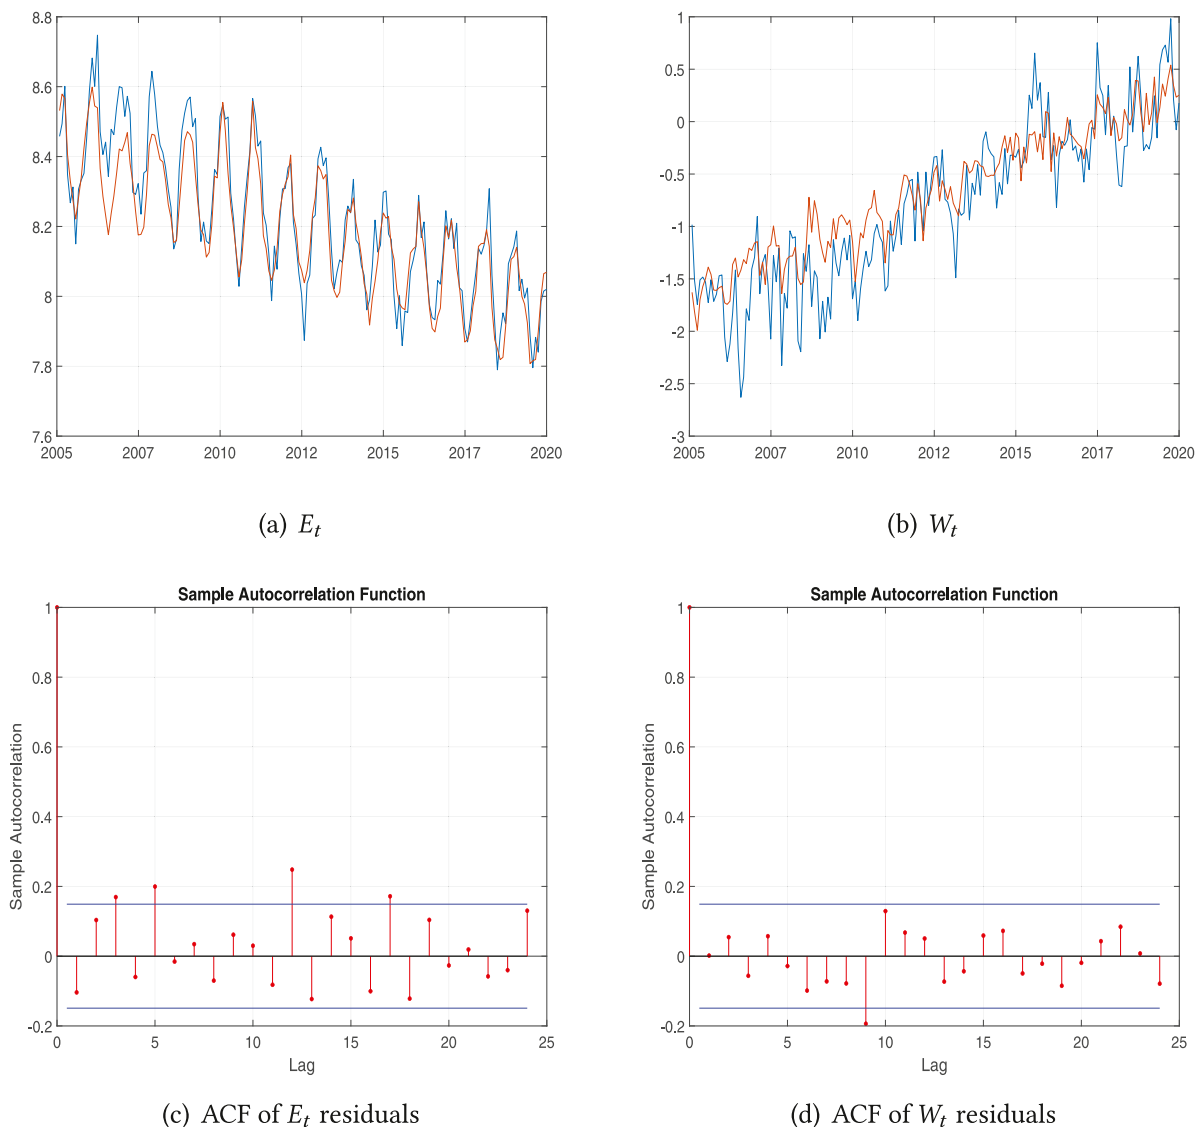 8.8
8.6
8.4
8.2
8
7.8
7.6
2005 2007 2010 2012 2015 2017 2020
(a) E_t
1
0.5
0
-0.5
-1
-1.5
-2
-2.5
-3
2005 2007 2010 2012 2015 2017 2020
(b) W_t
Sample Autocorrelation Function
Sample Autocorrelation
1
0.8
0.6
0.4
0.2
0
-0.2
0 5 10 15 20 25
Lag
(c) ACF of E_t residuals
Sample Autocorrelation Function
Sample Autocorrelation
1
0.8
0.6
0.4
0.2
0
-0.2
0 5 10 15 20 25
Lag
(d) ACF of W_t residuals